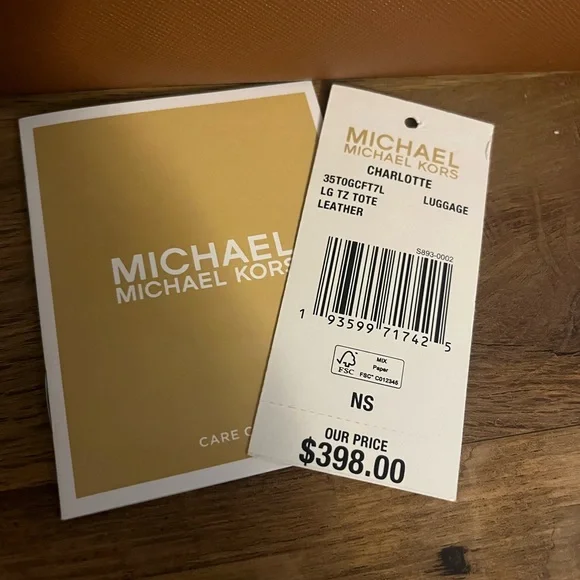 MICHAEL
MICHAEL KORS
CARE
MICHAEL
MICHAEL KORS
CHARLOTTE
35T0GCFT7L
LG TZ TOTE LUGGAGE
LEATHER
S893-0002
1 93599 71742 5
FSC
MIX
Paper
FSC® C012345
NS
OUR PRICE
$398.00